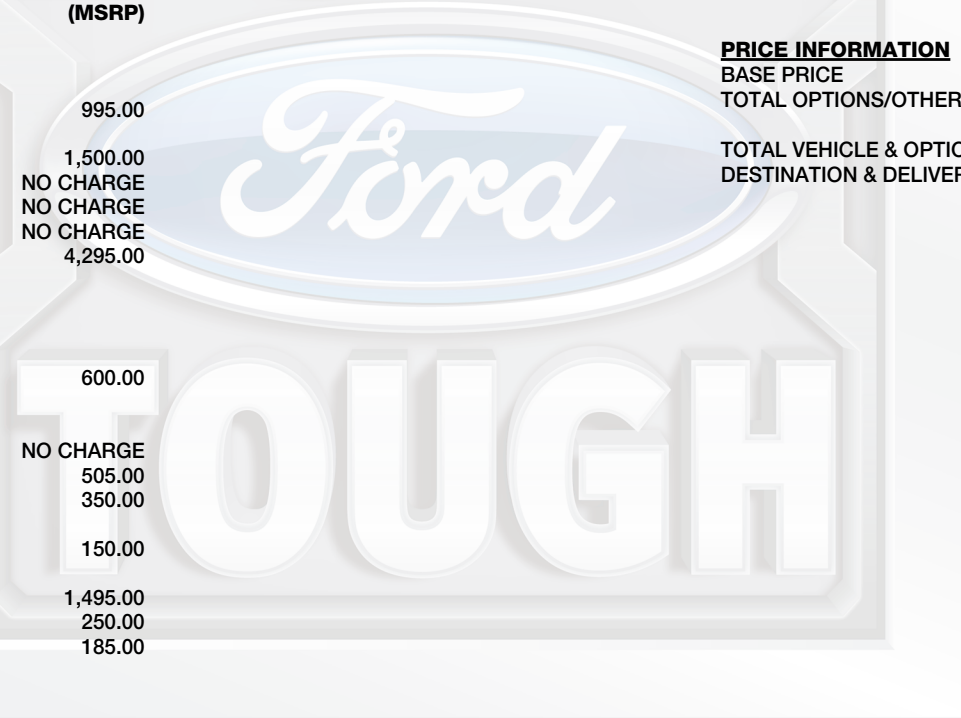 (MSRP)
995.00
1,500.00
NO CHARGE
NO CHARGE
NO CHARGE
4,295.00
600.00
NO CHARGE
505.00
350.00
150.00
1,495.00
250.00
185.00
PRICE INFORMATION
BASE PRICE
TOTAL OPTIONS/OTHER
TOTAL VEHICLE & OPTIO
DESTINATION & DELIVER
Ford
TOUGH